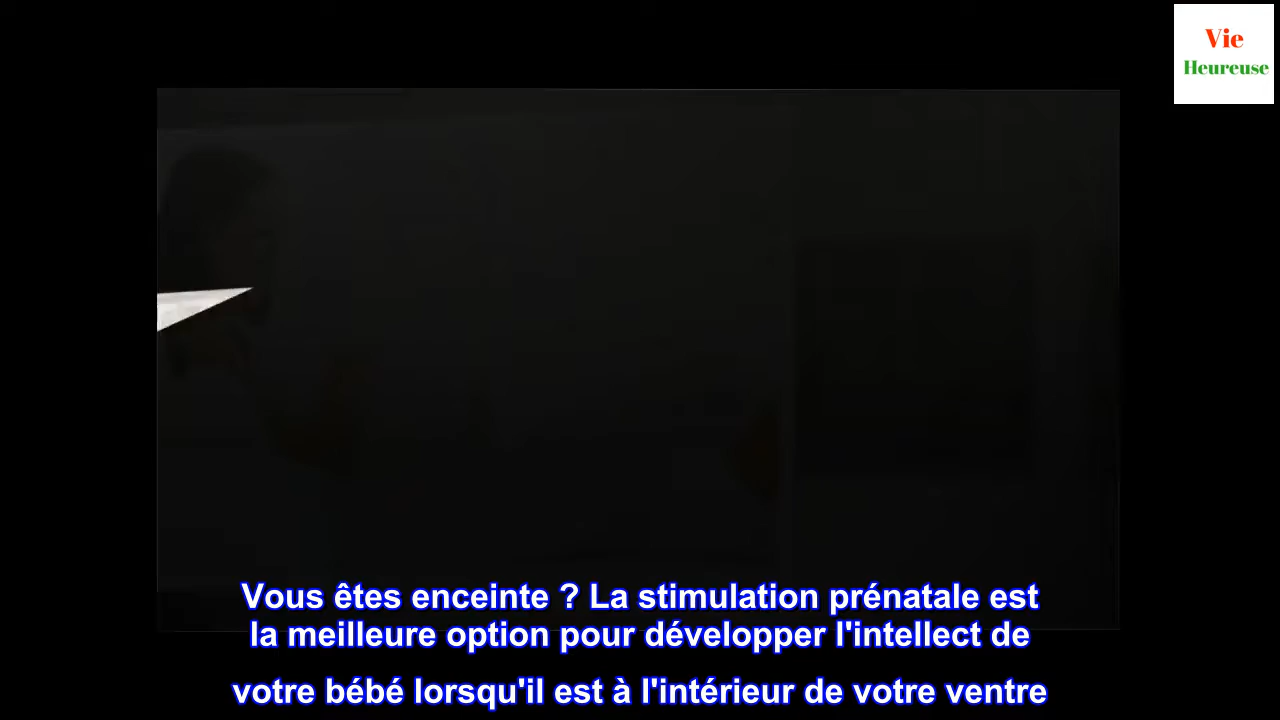 Vie
Heureuse
Vous êtes enceinte ? La stimulation prénatale est
la meilleure option pour développer l'intellect de
votre bébé lorsqu'il est à l'intérieur de votre ventre